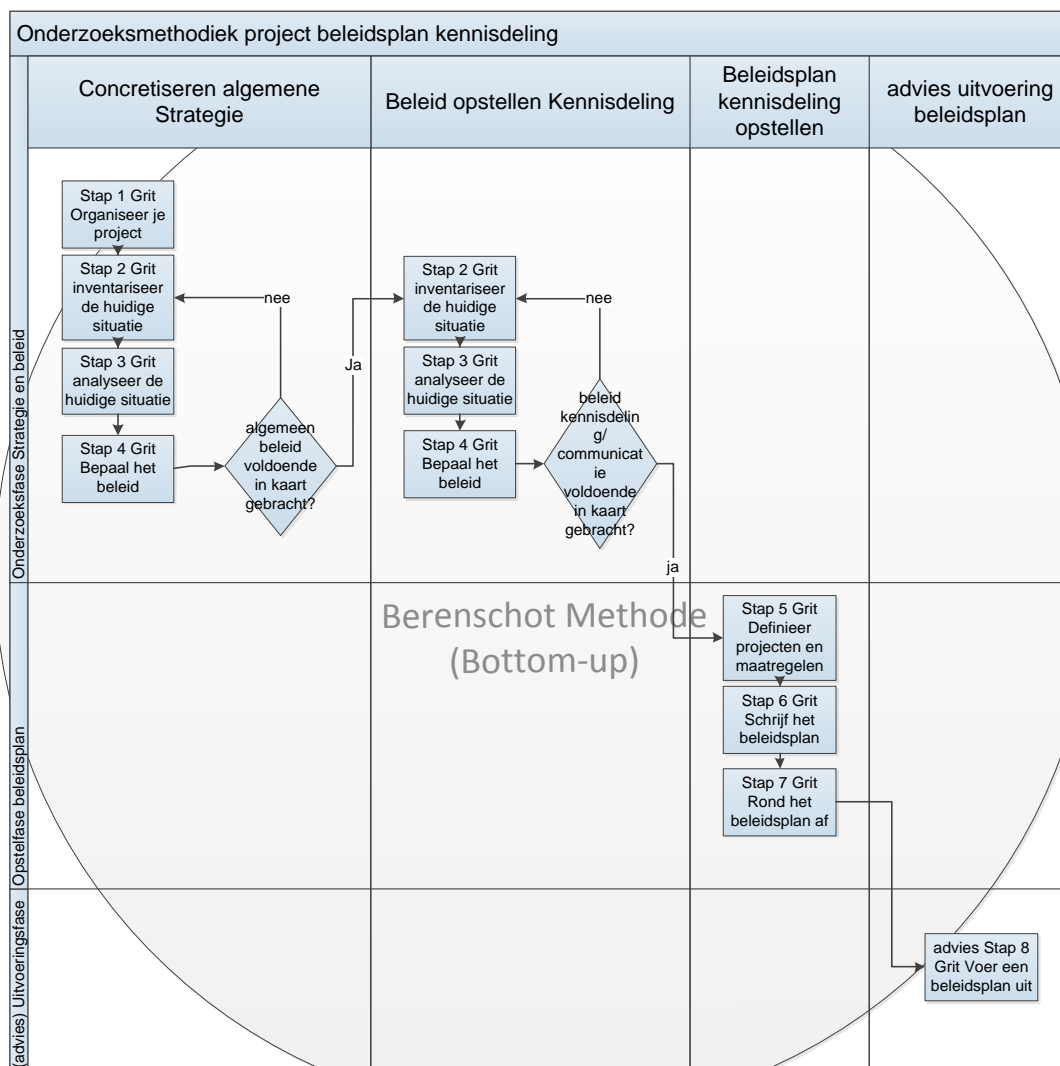 Onderzoeksmethodiek project beleidsplan kennisdeling
Concretiseren algemene
Strategie
Beleid opstellen Kennisdeling
Beleidsplan
kennisdeling
opstellen
advies uitvoering
beleidsplan
Onderzoeksfase Strategie en beleid
Stap 1 Grit
Organiseer je
project
Stap 2 Grit
inventariseer
de huidige
situatie
Stap 3 Grit
analyseer de
huidige situatie
Stap 4 Grit
Bepaal het
beleid
algemeen
beleid
voldoende
in kaart
gebracht?
nee
Ja
Stap 2 Grit
inventariseer
de huidige
situatie
Stap 3 Grit
analyseer de
huidige situatie
Stap 4 Grit
Bepaal het
beleid
beleid
kennisdelin
g/
communicat
ie
voldoende
in kaart
gebracht?
nee
ja
Opstelfase beleidsplan
Berenschot Methode
(Bottom-up)
Stap 5 Grit
Definieer
projecten en
maatregelen
Stap 6 Grit
Schrijf het
beleidsplan
Stap 7 Grit
Rond het
beleidsplan af
(advies) Uitvoeringsfase
advies Stap 8
Grit Voer een
beleidsplan uit